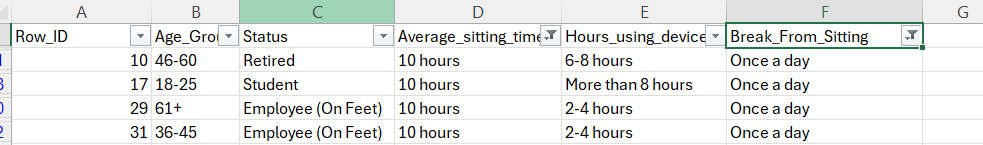 A B C D E F G
Row_ID Age_Grou Status Average_sitting_time Hours_using_device Break_From_Sitting
10 46-60 Retired 10 hours 6-8 hours Once a day
17 18-25 Student 10 hours More than 8 hours Once a day
29 61+ Employee (On Feet) 10 hours 2-4 hours Once a day
31 36-45 Employee (On Feet) 10 hours 2-4 hours Once a day